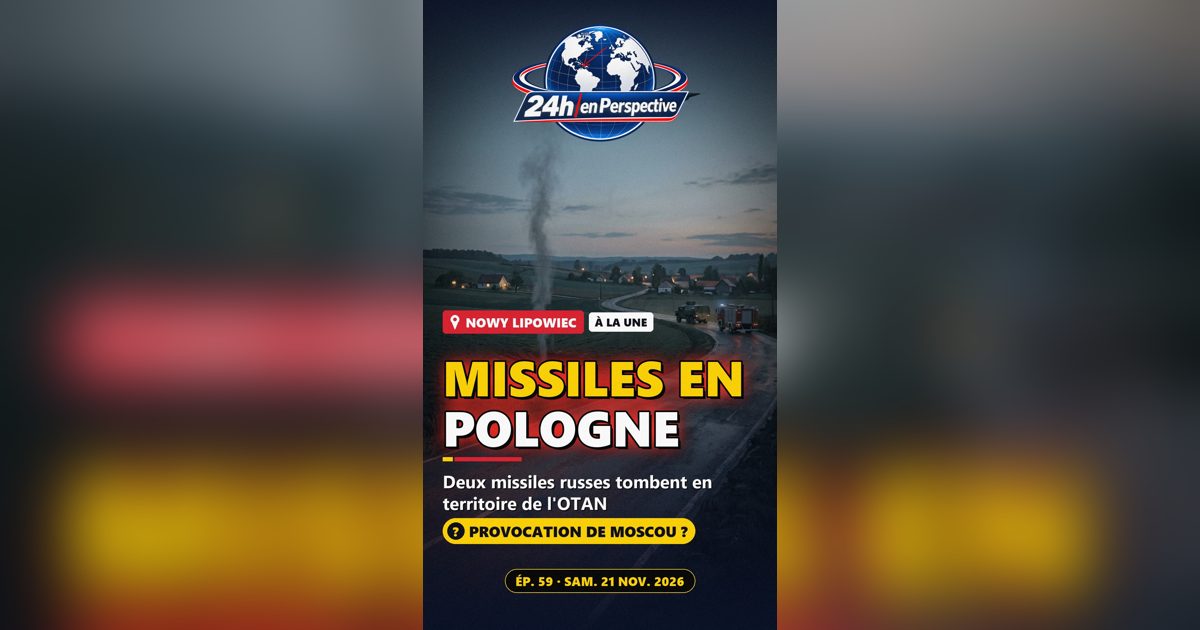 24h/en Perspective
NOWY LIPOWIEC
À LA UNE
MISSILES EN
POLOGNE
Deux missiles russes tombent en
territoire de l'OTAN
? PROVOCATION DE MOSCOU ?
ÉP. 59 · SAM. 21 NOV. 2026